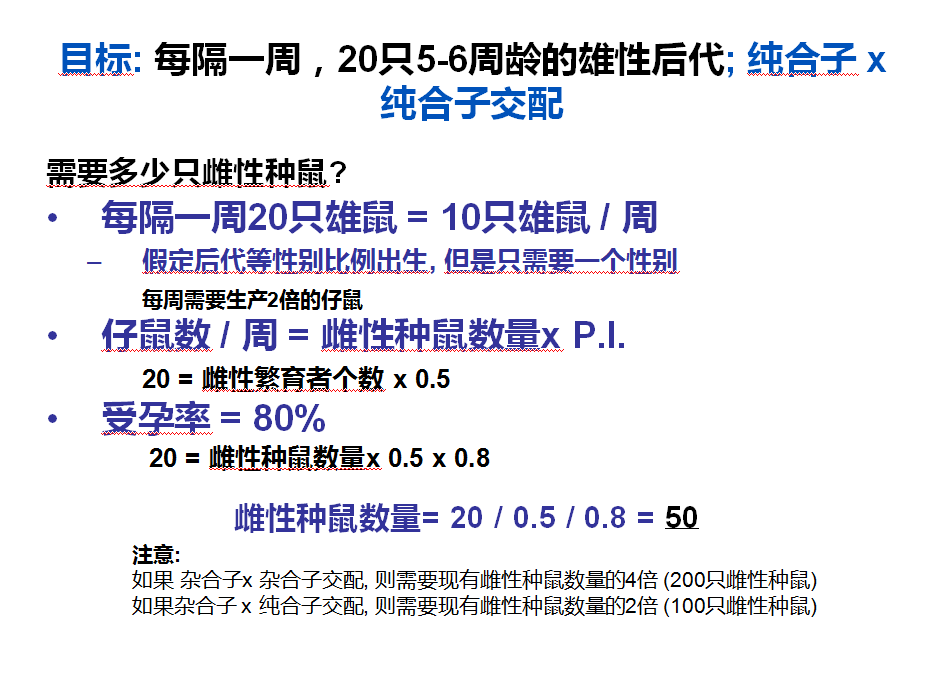 目标: 每隔一周，20只5-6周龄的雄性后代; 纯合子 x
纯合子交配
需要多少只雌性种鼠?
• 每隔一周20只雄鼠 = 10只雄鼠 / 周
– 假定后代等性别比例出生, 但是只需要一个性别
每周需要生产2倍的仔鼠
• 仔鼠数 / 周 = 雌性种鼠数量x P.I.
20 = 雌性繁育者个数 x 0.5
• 受孕率 = 80%
20 = 雌性种鼠数量x 0.5 x 0.8
雌性种鼠数量= 20 / 0.5 / 0.8 = 50
注意:
如果 杂合子x 杂合子交配, 则需要现有雌性种鼠数量的4倍 (200只雌性种鼠)
如果杂合子 x 纯合子交配, 则需要现有雌性种鼠数量的2倍 (100只雌性种鼠)